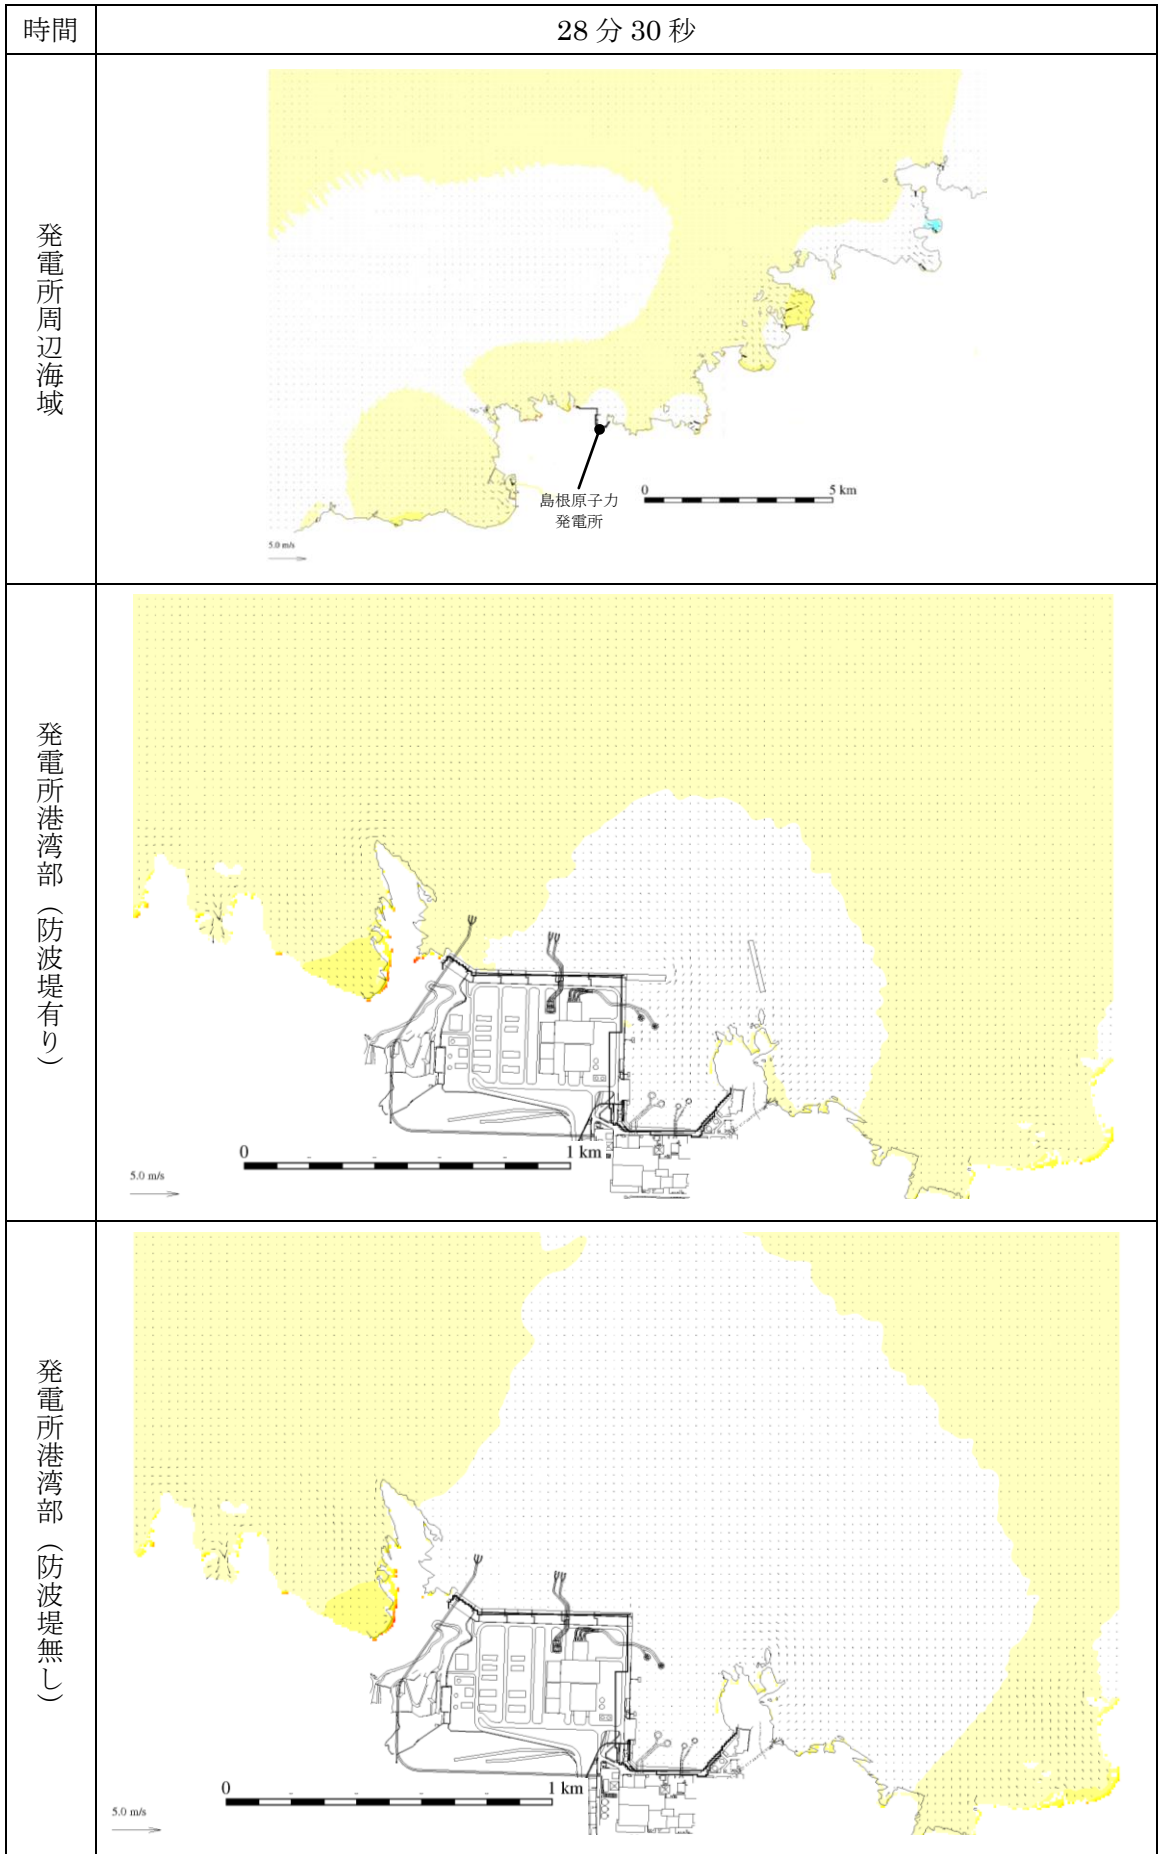 時間
28分30秒
発電所周辺海域
島根原子力
発電所
0 5 km
5.0 m/s
発電所港湾部（防波堤有り）
0 1 km
5.0 m/s
発電所港湾部（防波堤無し）
0 1 km
5.0 m/s